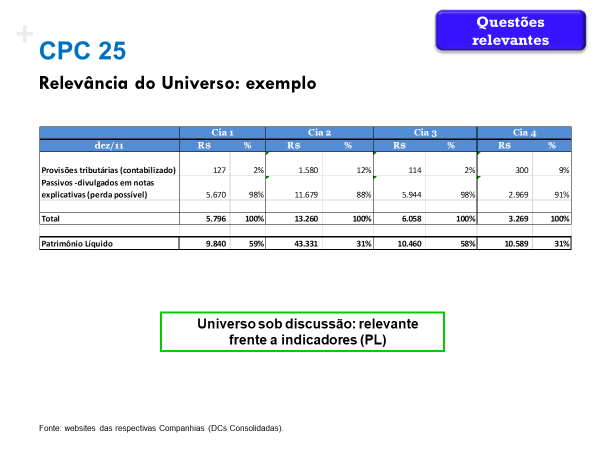 Questões
relevantes
+
CPC 25
Relevância do Universo: exemplo
Cia 1 Cia 2 Cia 3 Cia 4
dez/11 R$ % R$ % R$ % R$ %
Provisões tributárias (contabilizado) 127 2% 1.580 12% 114 2% 300 9%
Passivos -divulgados em notas
explicativas (perda possível) 5.670 98% 11.679 88% 5.944 98% 2.969 91%
Total 5.796 100% 13.260 100% 6.058 100% 3.269 100%
Patrimônio Líquido 9.840 59% 43.331 31% 10.460 58% 10.589 31%
Universo sob discussão: relevante
frente a indicadores (PL)
Fonte: websites das respectivas Companhias (DCs Consolidadas).